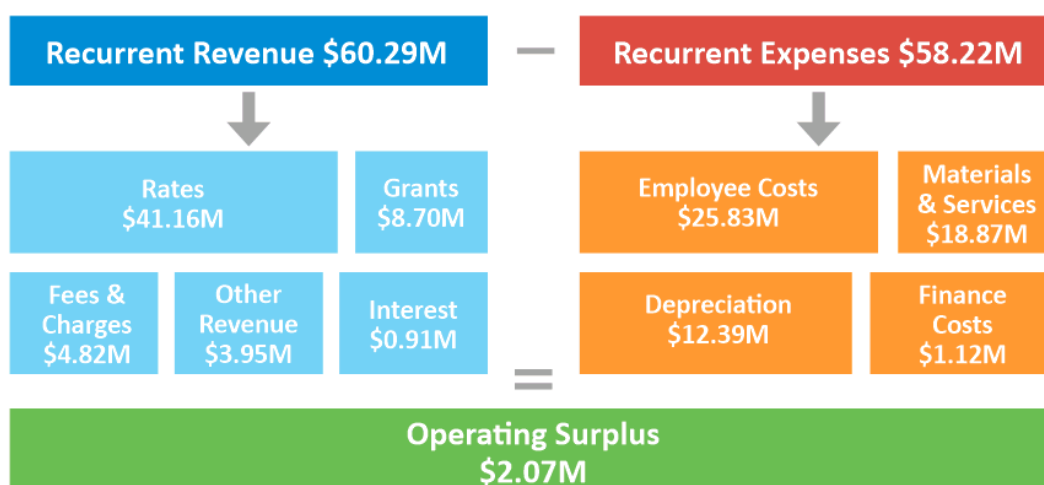 Recurrent Revenue $60.29M
—
Recurrent Expenses $58.22M
Rates
$41.16M
Grants
$8.70M
Employee Costs
$25.83M
Materials
& Services
$18.87M
Fees &
Charges
$4.82M
Other
Revenue
$3.95M
Interest
$0.91M
Depreciation
$12.39M
Finance
Costs
$1.12M
=
Operating Surplus
$2.07M